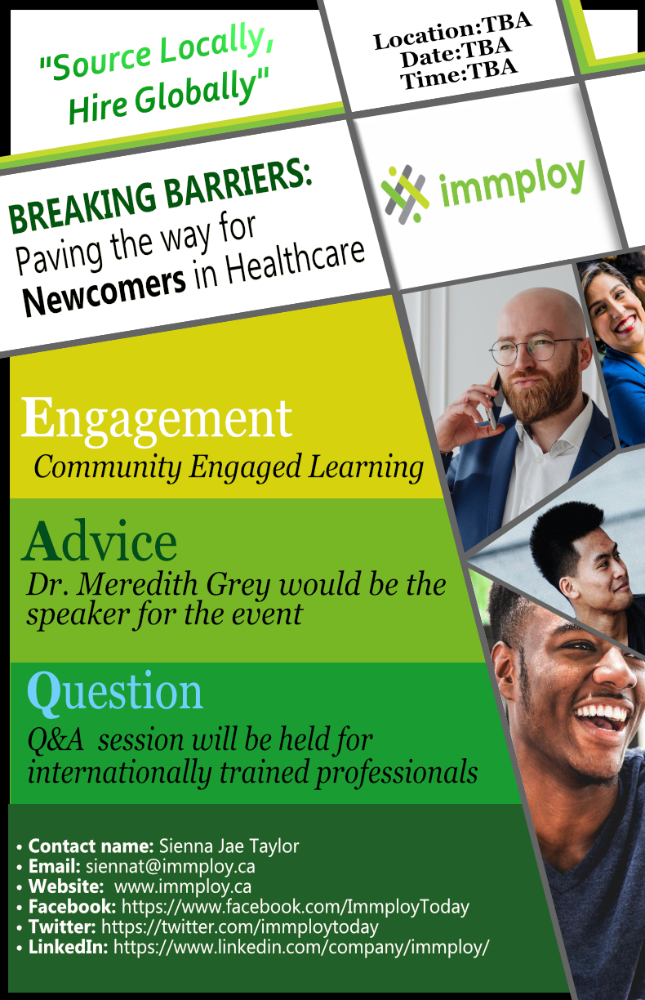 "Source Locally,
Hire Globally"
Location:TBA
Date:TBA
Time:TBA
BREAKING BARRIERS:
Paving the way for
Newcomers in Healthcare
immploy
Engagement
Community Engaged Learning
Advice
Dr. Meredith Grey would be the
speaker for the event
Question
Q&A  session will be held for
internationally trained professionals
• Contact name: Sienna Jae Taylor
• Email: siennat@immploy.ca
• Website:  www.immploy.ca
• Facebook: https://www.facebook.com/ImmployToday
• Twitter: https://twitter.com/immploytoday
• LinkedIn: https://www.linkedin.com/company/immploy/